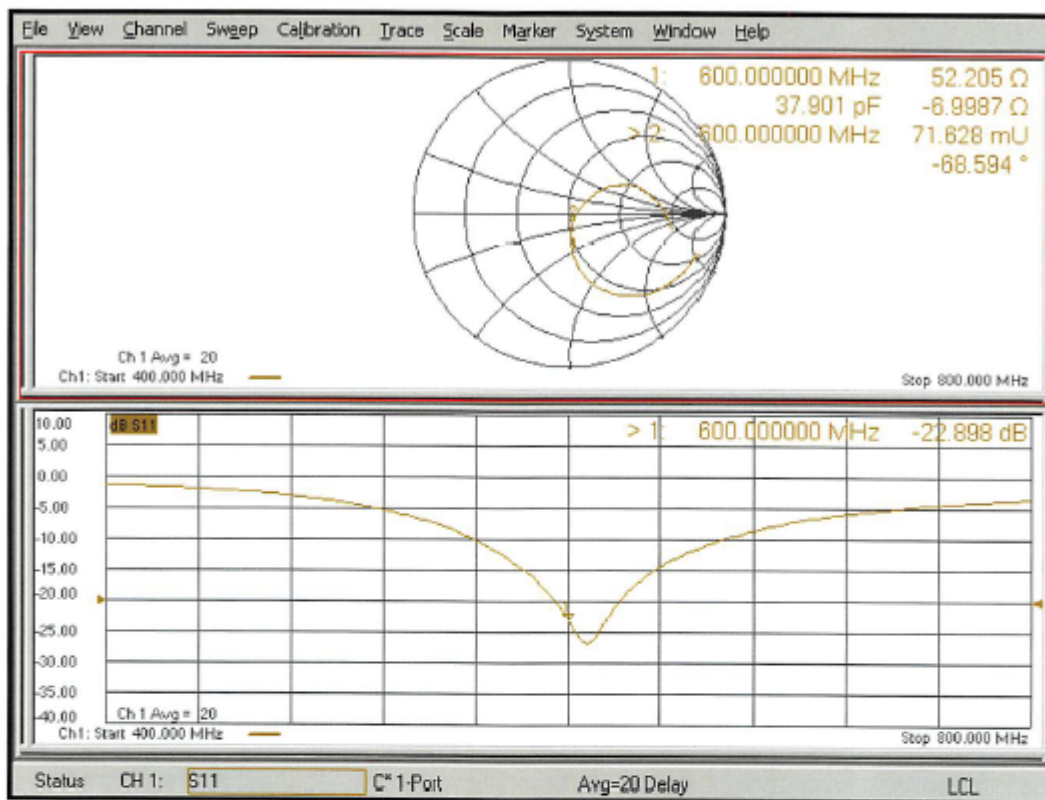 File View Channel Sweep Calibration Trace Scale Marker System Window Help
1: 600.000000 MHz 52.205 Ω
37.901 pF -6.9987 Ω
> 2: 600.000000 MHz 71.628 mU
-68.594 °
2
Ch 1 Avg = 20
Ch1: Start 400.000 MHz Stop 800.000 MHz
10.00 dB S11 > 1: 600.000000 MHz -22.898 dB
5.00
0.00
-5.00
-10.00
-15.00
-20.00
1
-25.00
-30.00
-35.00
-40.00 Ch 1 Avg = 20
Ch1: Start 400.000 MHz Stop 800.000 MHz
Status CH 1: S11 C* 1-Port Avg=20 Delay LCL